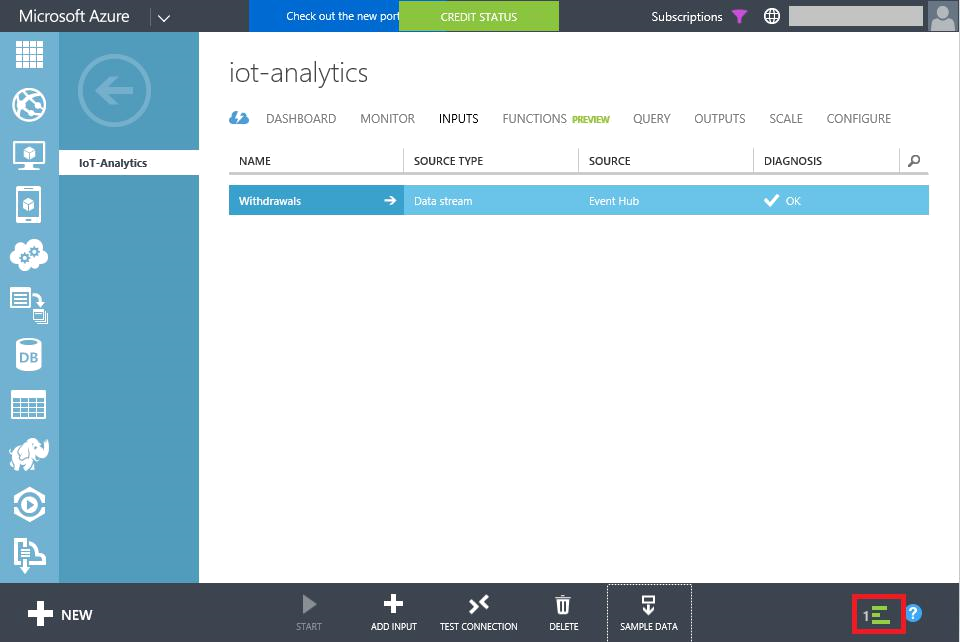 Microsoft Azure
Check out the new port
CREDIT STATUS
Subscriptions
IoT-Analytics
iot-analytics
DASHBOARD MONITOR INPUTS FUNCTIONS PREVIEW QUERY OUTPUTS SCALE CONFIGURE
NAME SOURCE TYPE SOURCE DIAGNOSIS
Withdrawals Data stream Event Hub OK
DB
NEW
START
ADD INPUT
TEST CONNECTION
DELETE
SAMPLE DATA
1
?